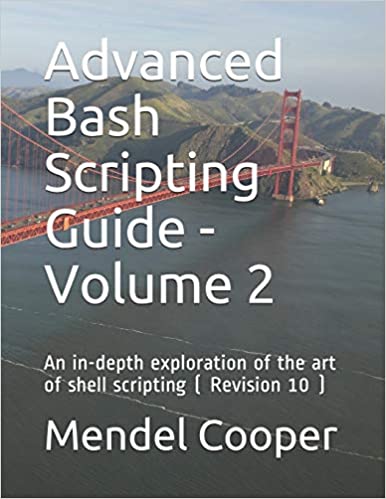 Advanced
Bash
Scripting
Guide -
Volume 2
An in-depth exploration of the art
of shell scripting ( Revision 10 )
Mendel Cooper